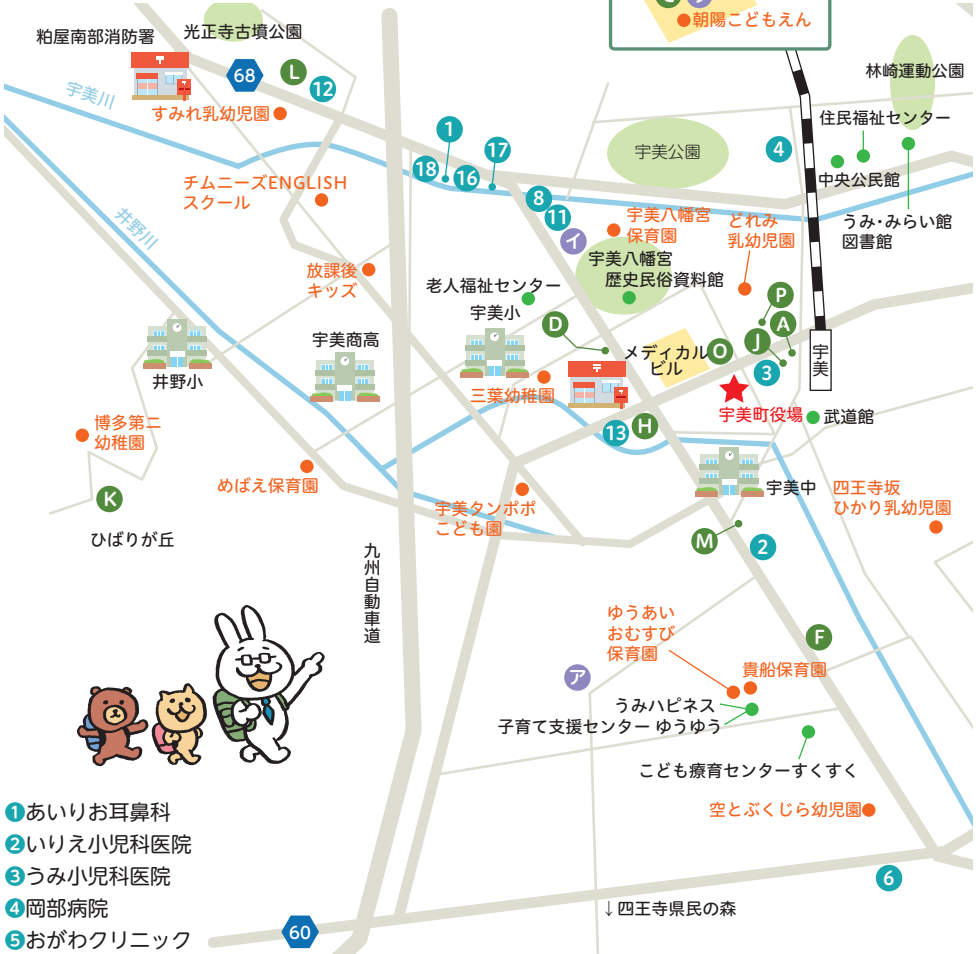 朝陽こどもえん
粕屋南部消防署
光正寺古墳公園
68
L
12
宇美川
すみれ乳幼児園
林崎運動公園
住民福祉センター
4
中央公民館
うみ・みらい館
図書館
宇美公園
1
17
18
16
8
11
イ
チムニーズENGLISH
スクール
井野川
宇美八幡宮
保育園
どれみ
乳幼児園
宇美八幡宮
歴史民俗資料館
放課後
キッズ
老人福祉センター
宇美小
P
A
D
J
O
3
メディカル
ビル
宇美
宇美商高
井野小
三葉幼稚園
宇美町役場
武道館
13
H
博多第二
幼稚園
K
ひばりが丘
めばえ保育園
宇美タンポポ
こども園
宇美中
四王寺坂
ひかり乳幼児園
M
2
九州自動車道
ゆうあい
おむすび
保育園
F
貴船保育園
ア
うみハピネス
子育て支援センター ゆうゆう
こども療育センターすくすく
空とぶくじら幼児園
6
↓四王寺県民の森
60
1あいりお耳鼻科
2いりえ小児科医院
3うみ小児科医院
4岡部病院
5おがわクリニック